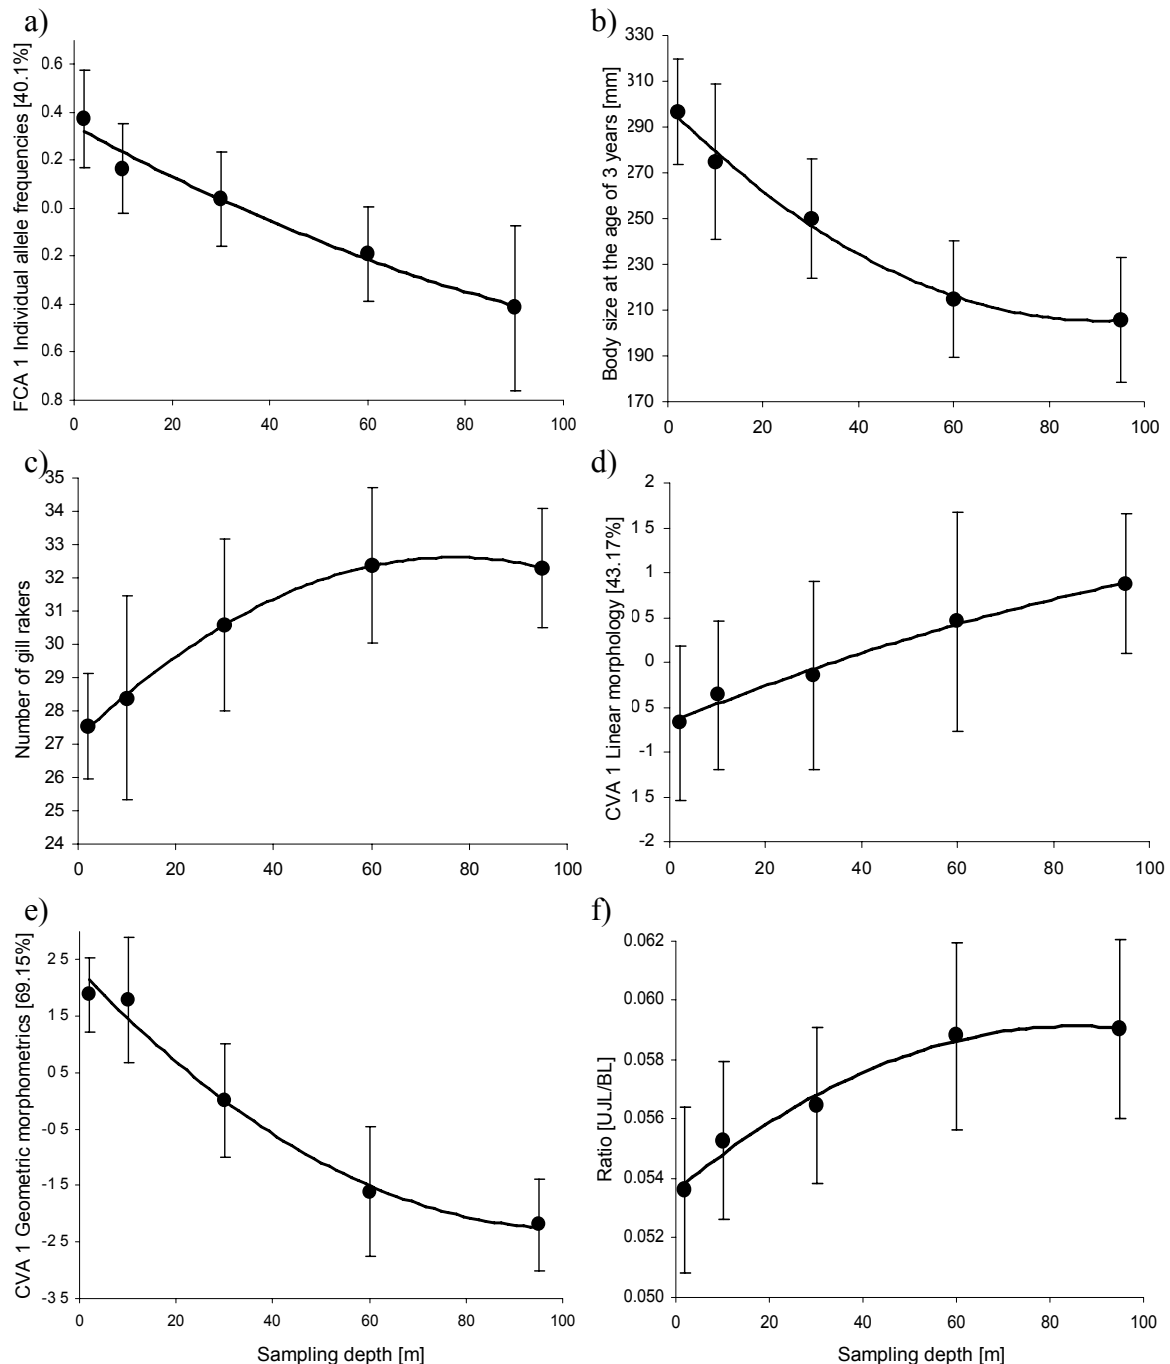 a)
FCA 1 Individual allele frequencies [40.1%]
0.6
0.4
0.2
0.0
0.2
0.4
0.6
0.8
0 20 40 60 80 100
b)
Body size at the age of 3 years [mm]
330
310
290
270
250
230
210
190
170
0 20 40 60 80 100
c)
Number of gill rakers
35
34
33
32
31
30
29
28
27
26
25
24
0 20 40 60 80 100
d)
CVA 1 Linear morphology [43.17%]
2
1 5
1
0 5
0
0 5
-1
1 5
-2
0 20 40 60 80 100
e)
CVA 1 Geometric morphometrics [69.15%]
2 5
1.5
0 5
-0.5
-1.5
-2.5
-3 5
0 20 40 60 80 100
Sampling depth [m]
f)
Ratio [UJL/BL]
0.062
0.060
0.058
0.056
0.054
0.052
0.050
0 20 40 60 80 100
Sampling depth [m]